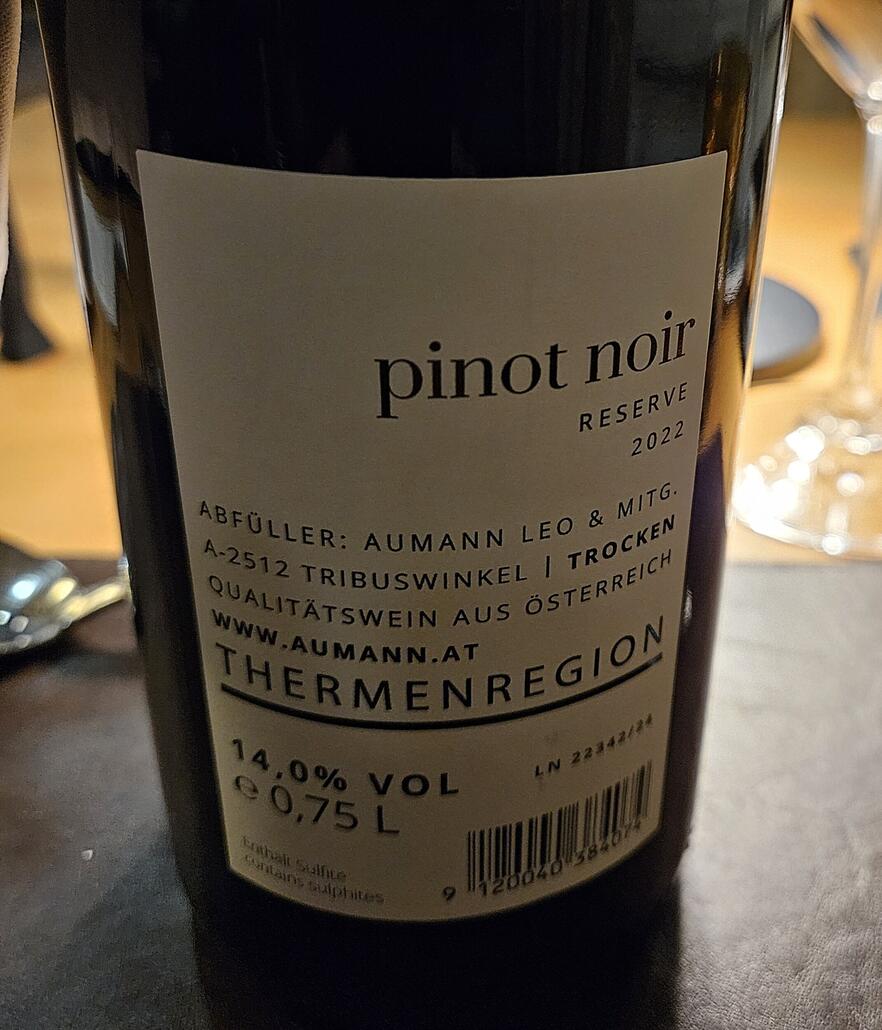 pinot noir
RESERVE
2022
ABFÜLLER: AUMANN LEO & MITG.
A-2512 TRIBUSWINKEL | TROCKEN
QUALITÄTSWEIN AUS ÖSTERREICH
WWW.AUMANN.AT
THERMENREGION
14,0% VOL
LN 22342/24
e 0,75 L
Enthält Sulfite
contains sulphites
9 120040 384074